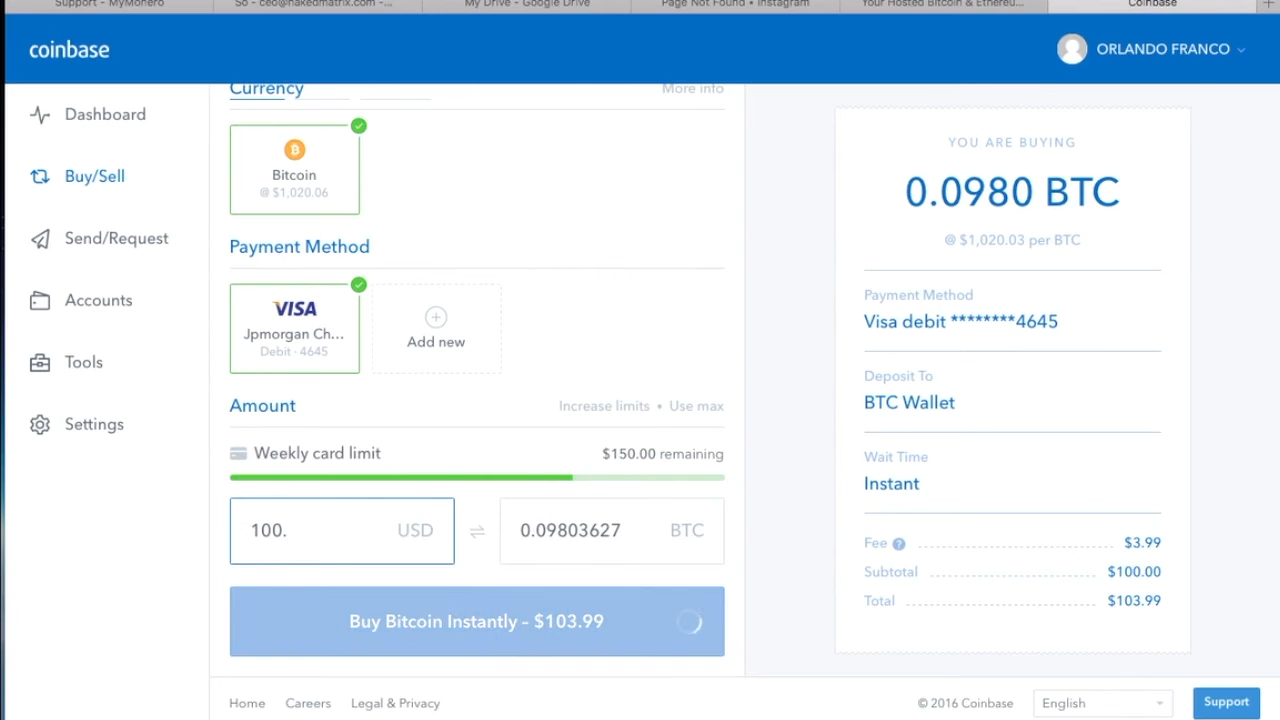 Support - MyMonero
So - ceo@nakedmatrix.com -...
My Drive - Google Drive
Page Not Found • Instagram
Your Hosted Bitcoin & Ethereu...
Coinbase
coinbase
ORLANDO FRANCO
Dashboard
Buy/Sell
Send/Request
Accounts
Tools
Settings
Currency
More info
Bitcoin
@ $1,020.06
Payment Method
VISA
Jpmorgan Ch...
Debit · 4645
Add new
Amount
Increase limits • Use max
Weekly card limit
$150.00 remaining
100. USD
0.09803627 BTC
Buy Bitcoin Instantly – $103.99
YOU ARE BUYING
0.0980 BTC
@ $1,020.03 per BTC
Payment Method
Visa debit ********4645
Deposit To
BTC Wallet
Wait Time
Instant
Fee ? $3.99
Subtotal $100.00
Total $103.99
Home
Careers
Legal & Privacy
© 2016 Coinbase
English
Support